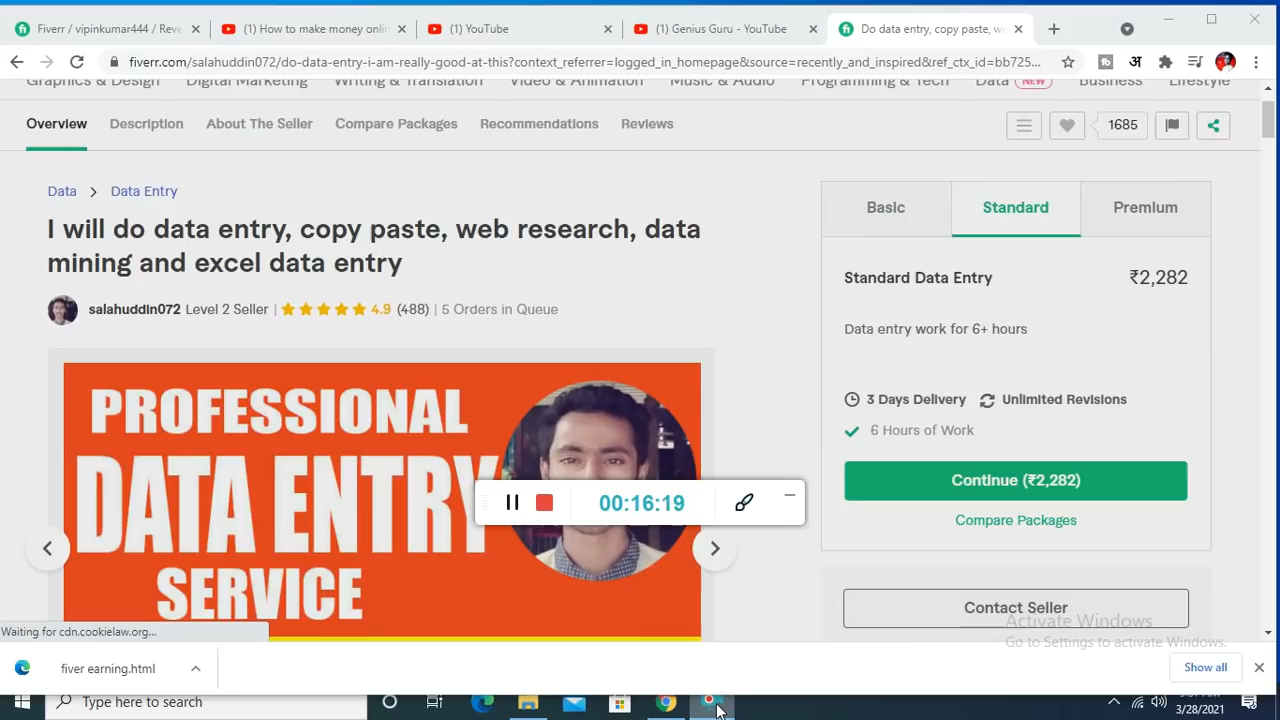 Fiverr / vipinkumar444 / Reve
(1) How to make money onlin
(1) YouTube
(1) Genius Guru - YouTube
Do data entry, copy paste, we
fiverr.com/salahuddin072/do-data-entry-i-am-really-good-at-this?context_referrer=logged_in_homepage&source=recently_and_inspired&ref_ctx_id=bb725...
Graphics & Design Digital Marketing Writing & Translation Video & Animation Music & Audio Programming & Tech Data NEW Business Lifestyle
Overview Description About The Seller Compare Packages Recommendations Reviews
1685
Data > Data Entry
I will do data entry, copy paste, web research, data
mining and excel data entry
salahuddin072 Level 2 Seller | 4.9 (488) | 5 Orders in Queue
PROFESSIONAL
DATA ENTRY
SERVICE
00:16:19
Basic Standard Premium
Standard Data Entry ₹2,282
Data entry work for 6+ hours
3 Days Delivery Unlimited Revisions
6 Hours of Work
Continue (₹2,282)
Compare Packages
Contact Seller
Activate Windows
Go to Settings to activate Windows.
Waiting for cdn.cookielaw.org...
fiver earning.html
Show all
Type here to search
3/28/2021